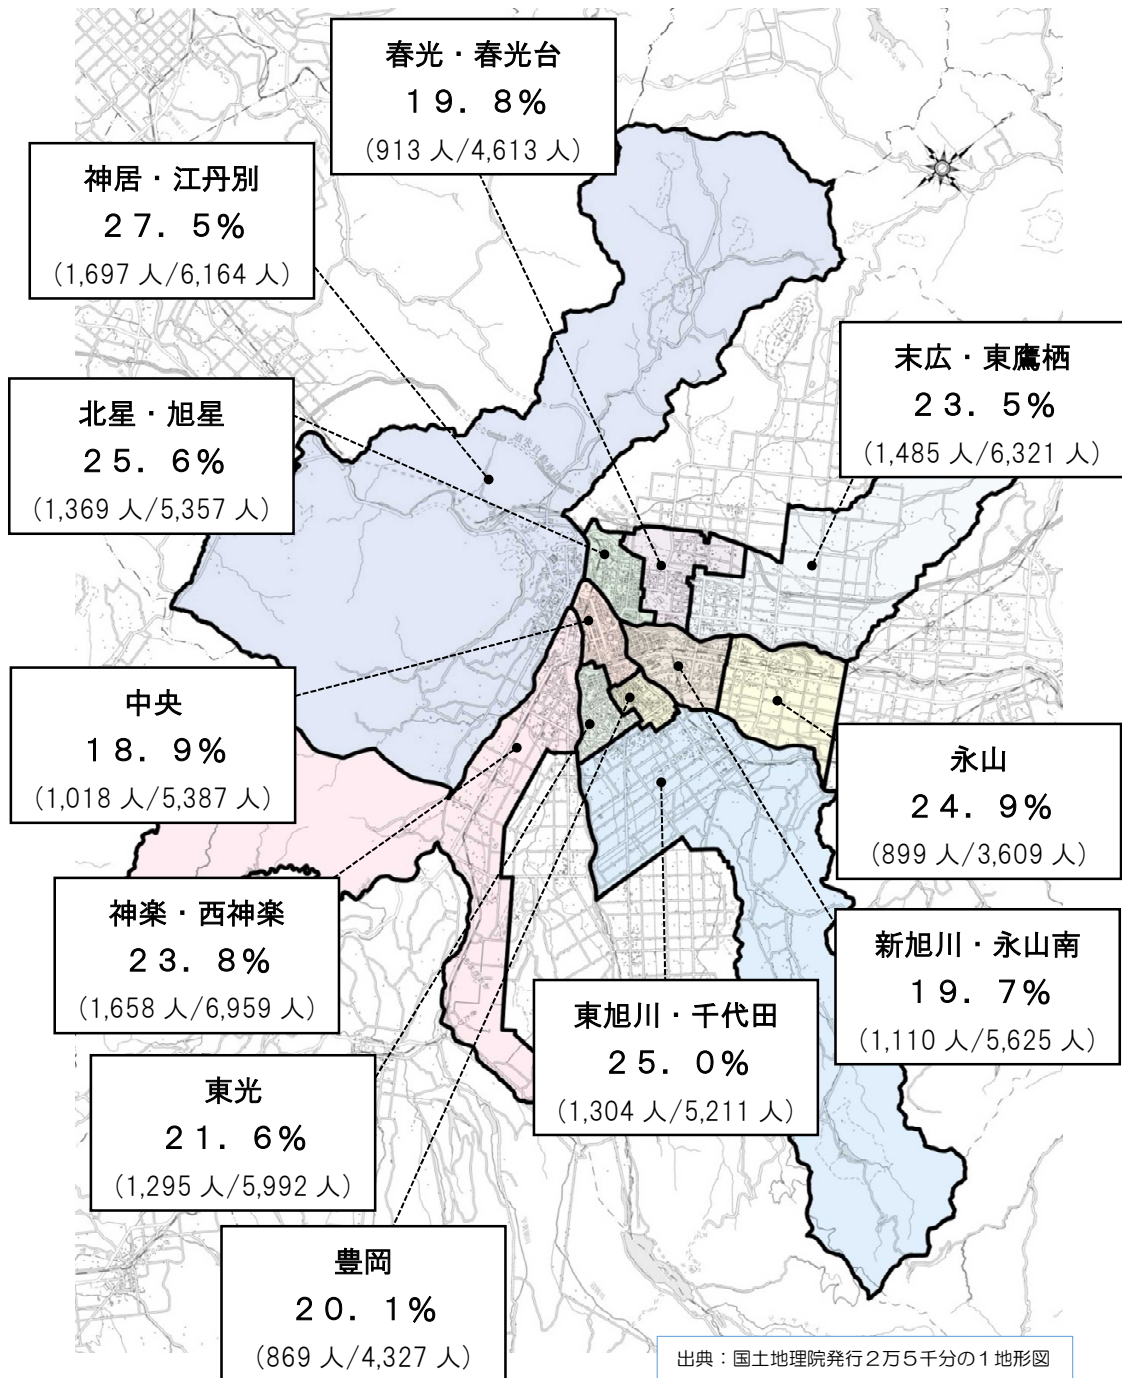 春光・春光台
１９．８%
(913 人/4,613 人)
神居・江丹別
２７．５%
(1,697 人/6,164 人)
末広・東鷹栖
２３．５%
(1,485 人/6,321 人)
北星・旭星
２５．６%
(1,369 人/5,357 人)
中央
１８．９%
(1,018 人/5,387 人)
永山
２４．９%
(899 人/3,609 人)
神楽・西神楽
２３．８%
(1,658 人/6,959 人)
新旭川・永山南
１９．７%
(1,110 人/5,625 人)
東旭川・千代田
２５．０%
(1,304 人/5,211 人)
東光
２１．６%
(1,295 人/5,992 人)
豊岡
２０．１%
(869 人/4,327 人)
出典：国土地理院発行２万５千分の１地形図